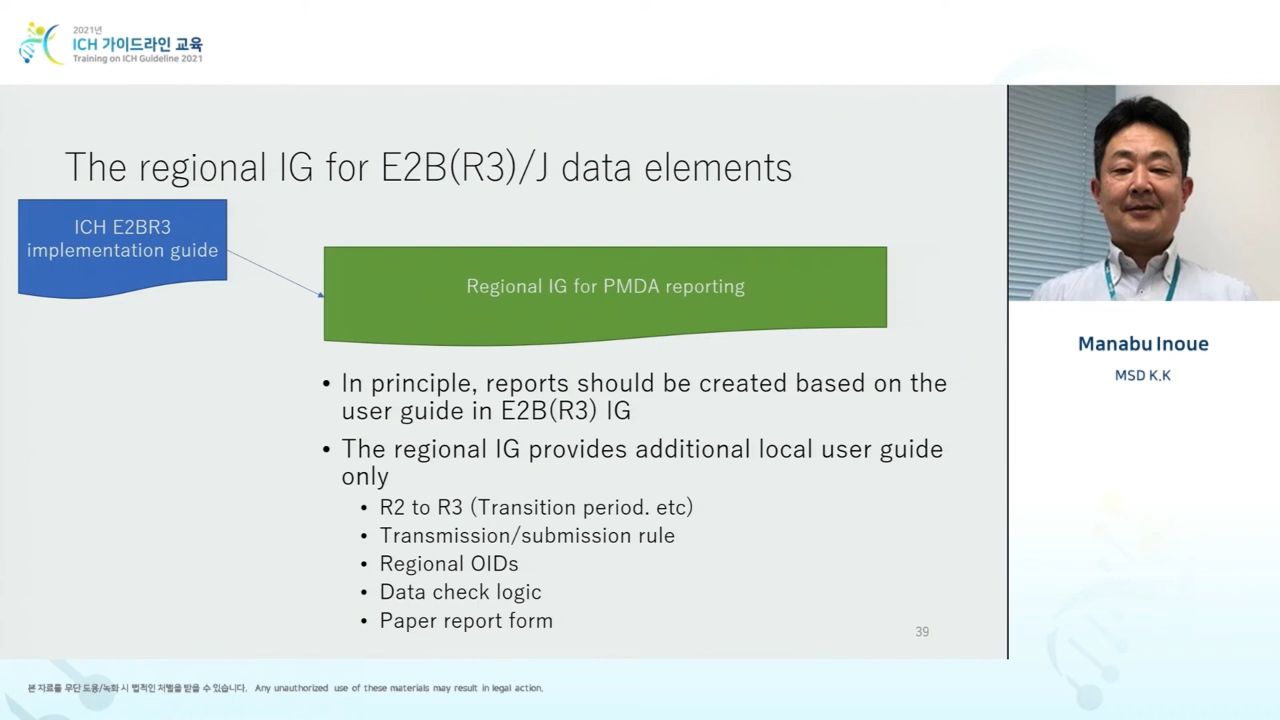 2021년
ICH 가이드라인 교육
Training on ICH Guideline 2021
The regional IG for E2B(R3)/J data elements
ICH E2BR3
implementation guide
Regional IG for PMDA reporting
• In principle, reports should be created based on the
user guide in E2B(R3) IG
• The regional IG provides additional local user guide
only
• R2 to R3 (Transition period. etc)
• Transmission/submission rule
• Regional OIDs
• Data check logic
• Paper report form
39
Manabu Inoue
MSD K.K
본 자료를 무단 도용/녹화 시 법적인 처벌을 받을 수 있습니다. Any unauthorized use of these materials may result in legal action.